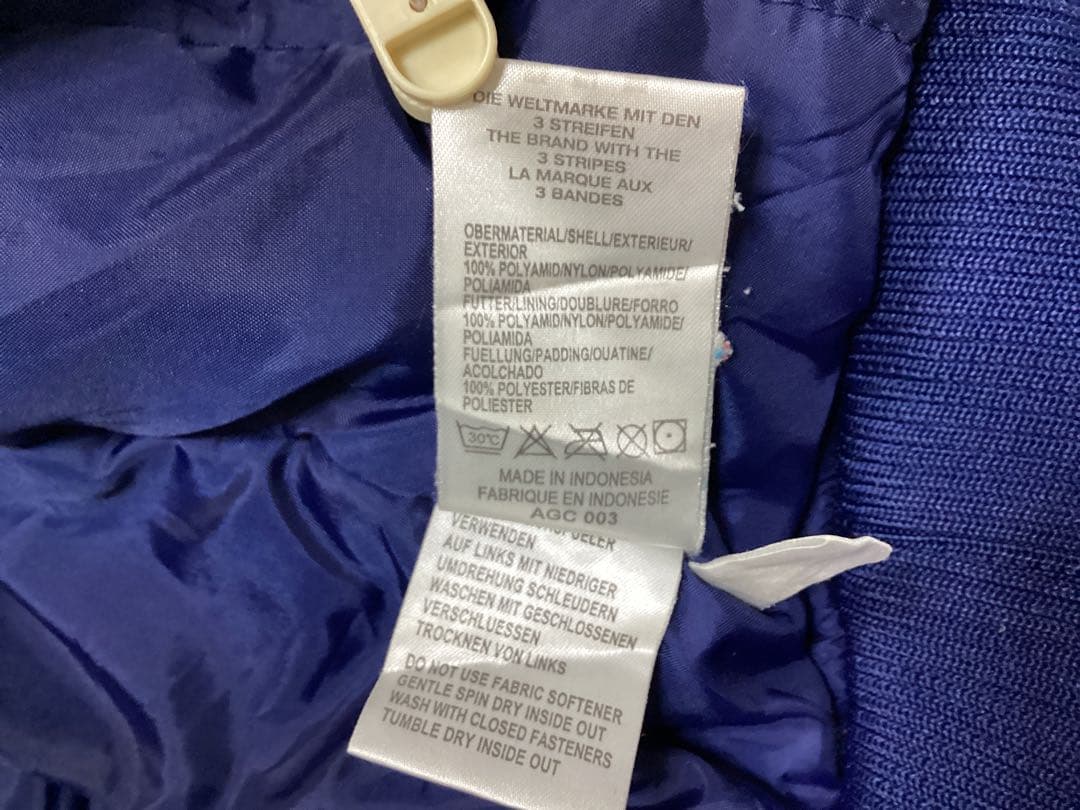 DIE WELTMARKE MIT DEN
3 STREIFEN
THE BRAND WITH THE
3 STRIPES
LA MARQUE AUX
3 BANDES
OBERMATERIAL/SHELL/EXTERIEUR/
EXTERIOR
100% POLYAMID/NYLON/POLYAMIDE/
POLIAMIDA
FUTTER/LINING/DOUBLURE/FORRO
100% POLYAMID/NYLON/POLYAMIDE/
POLIAMIDA
FUELLUNG/PADDING/OUATINE/
ACOLCHADO
100% POLYESTER/FIBRAS DE
POLIESTER
30°C
MADE IN INDONESIA
FABRIQUE EN INDONESIE
AGC 003
VERWENDEN
AUF LINKS MIT NIEDRIGER
UMDREHUNG SCHLEUDERN
WASCHEN MIT GESCHLOSSENEN
VERSCHLUESSEN
TROCKNEN VON LINKS
DO NOT USE FABRIC SOFTENER
GENTLE SPIN DRY INSIDE OUT
WASH WITH CLOSED FASTENERS
TUMBLE DRY INSIDE OUT